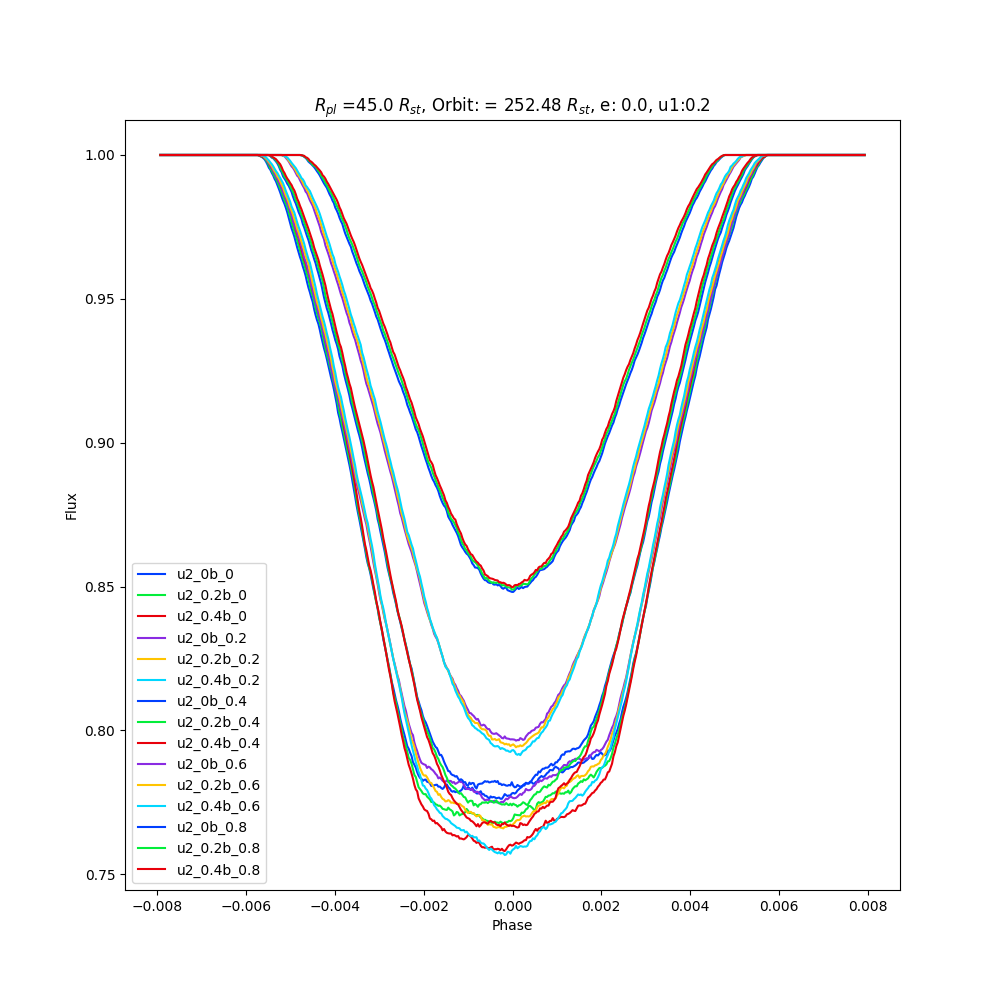 R_pl =45.0 R_st, Orbit: = 252.48 R_st, e: 0.0, u1:0.2
1.00
0.95
0.90
0.85
0.80
0.75
Flux
u2_0b_0
u2_0.2b_0
u2_0.4b_0
u2_0b_0.2
u2_0.2b_0.2
u2_0.4b_0.2
u2_0b_0.4
u2_0.2b_0.4
u2_0.4b_0.4
u2_0b_0.6
u2_0.2b_0.6
u2_0.4b_0.6
u2_0b_0.8
u2_0.2b_0.8
u2_0.4b_0.8
−0.008 −0.006 −0.004 −0.002 0.000 0.002 0.004 0.006 0.008
Phase